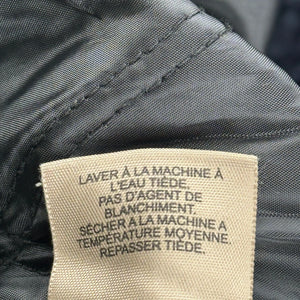 LAVER À LA MACHINE À
L'EAU TIÈDE.
PAS D'AGENT DE
BLANCHIMENT.
SÉCHER À LA MACHINE A
TEMPÉRATURE MOYENNE.
REPASSER TIÈDE.